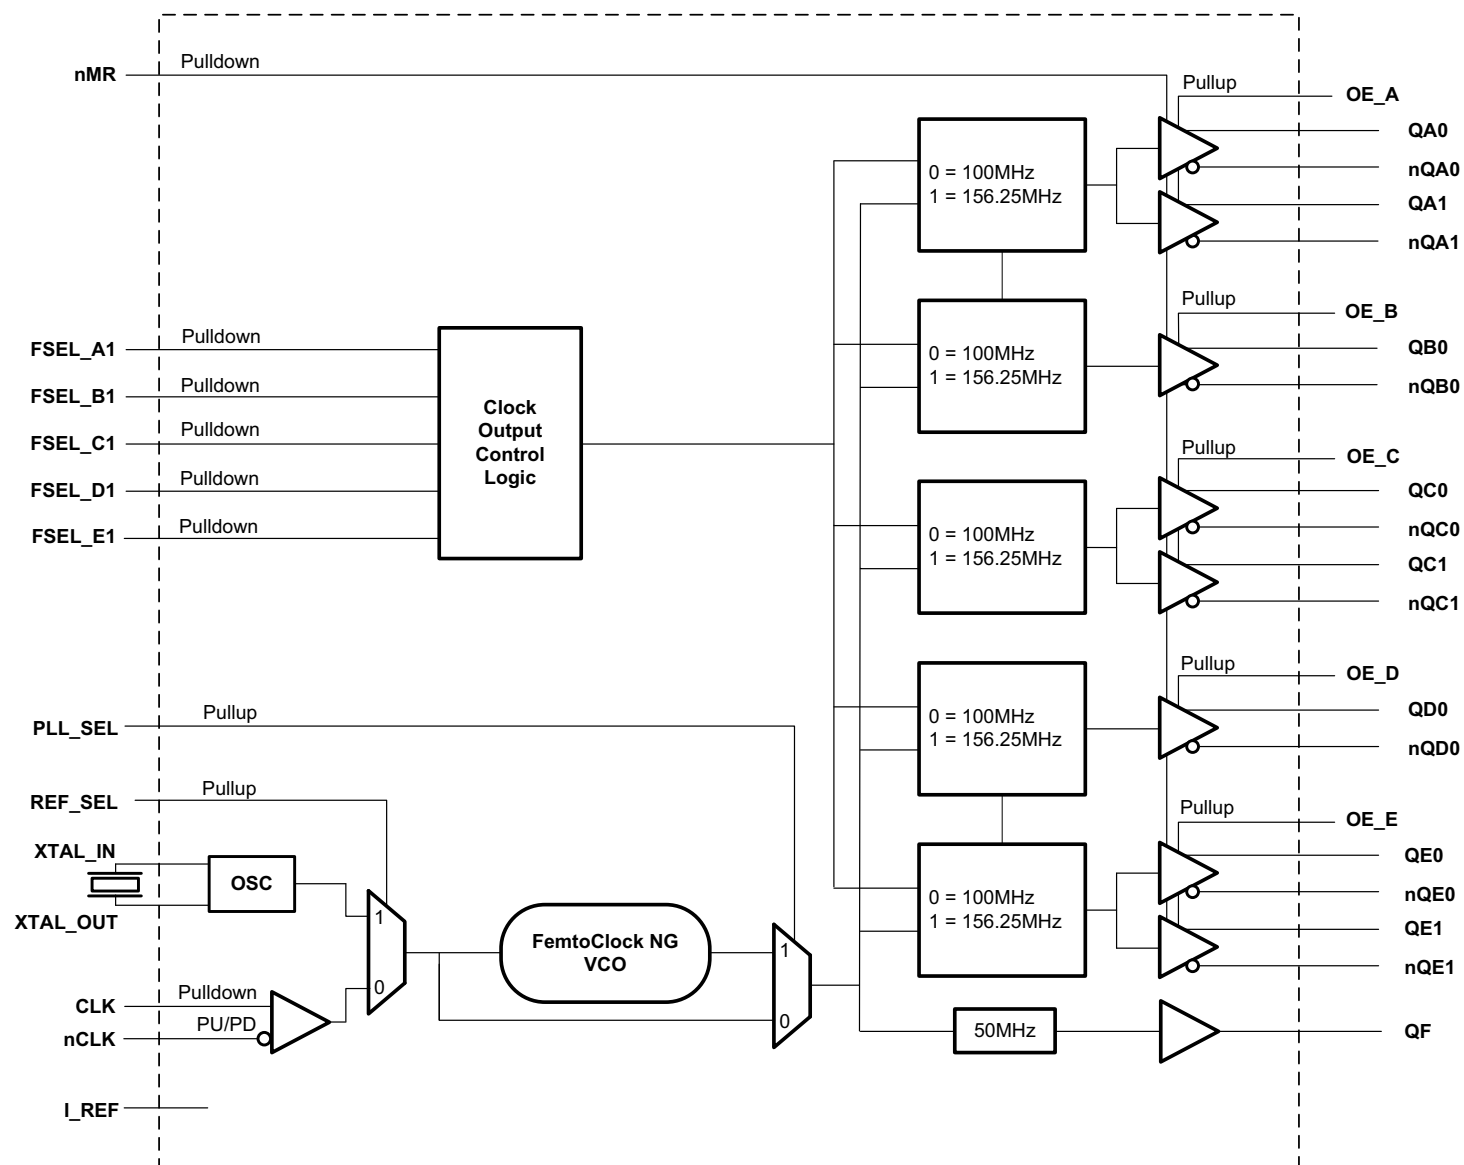 nMR
Pulldown
Pullup
OE_A
QA0
nQA0
QA1
nQA1
0 = 100MHz
1 = 156.25MHz
Pullup
OE_B
QB0
nQB0
0 = 100MHz
1 = 156.25MHz
FSEL_A1
Pulldown
FSEL_B1
Pulldown
FSEL_C1
Pulldown
FSEL_D1
Pulldown
FSEL_E1
Pulldown
Clock
Output
Control
Logic
Pullup
OE_C
QC0
nQC0
QC1
nQC1
0 = 100MHz
1 = 156.25MHz
Pullup
OE_D
QD0
nQD0
0 = 100MHz
1 = 156.25MHz
PLL_SEL
Pullup
REF_SEL
Pullup
XTAL_IN
OSC
XTAL_OUT
1
0
FemtoClock NG
VCO
1
0
CLK
Pulldown
nCLK
PU/PD
I_REF
Pullup
OE_E
QE0
nQE0
QE1
nQE1
0 = 100MHz
1 = 156.25MHz
50MHz
QF